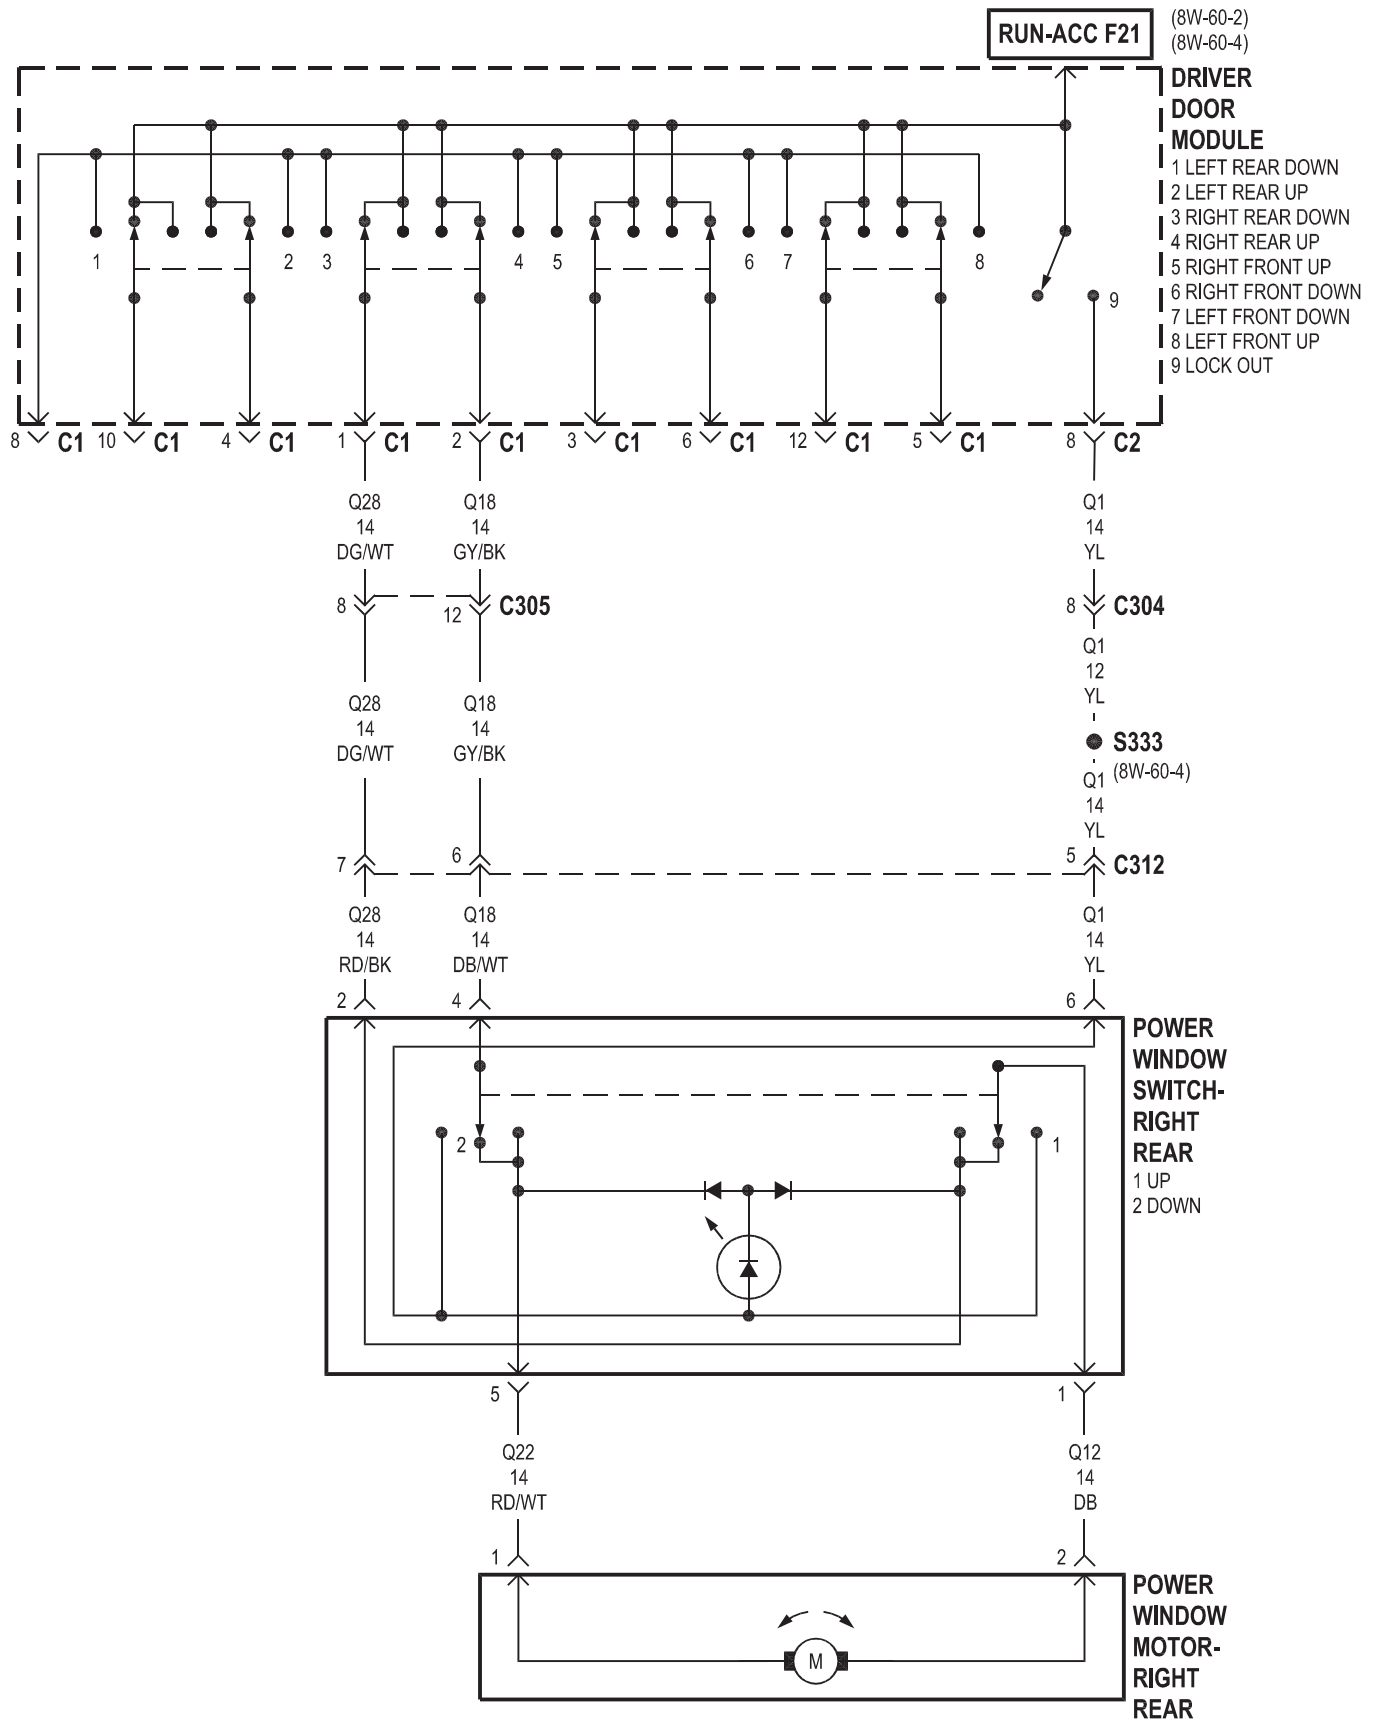 RUN-ACC F21
(8W-60-2)
(8W-60-4)
DRIVER
DOOR
MODULE
1 LEFT REAR DOWN
2 LEFT REAR UP
3 RIGHT REAR DOWN
4 RIGHT REAR UP
5 RIGHT FRONT UP
6 RIGHT FRONT DOWN
7 LEFT FRONT DOWN
8 LEFT FRONT UP
9 LOCK OUT
1 2 3 4 5 6 7 8
9
8 C1 10 C1 4 C1 1 C1 2 C1 3 C1 6 C1 12 C1 5 C1 8 C2
Q28 Q18 Q1
14 14 14
DG/WT GY/BK YL
8 12 C305 8 C304
Q1
12
YL
Q28 Q18
14 14
DG/WT GY/BK
S333
(8W-60-4)
Q1
14
YL
7 6 5 C312
Q28 Q18 Q1
14 14 14
RD/BK DB/WT YL
2 4 6
POWER
WINDOW
SWITCH-
RIGHT
REAR
1 UP
2 DOWN
2 1
5 1
Q22 Q12
14 14
RD/WT DB
1 2
POWER
WINDOW
MOTOR-
RIGHT
REAR
M